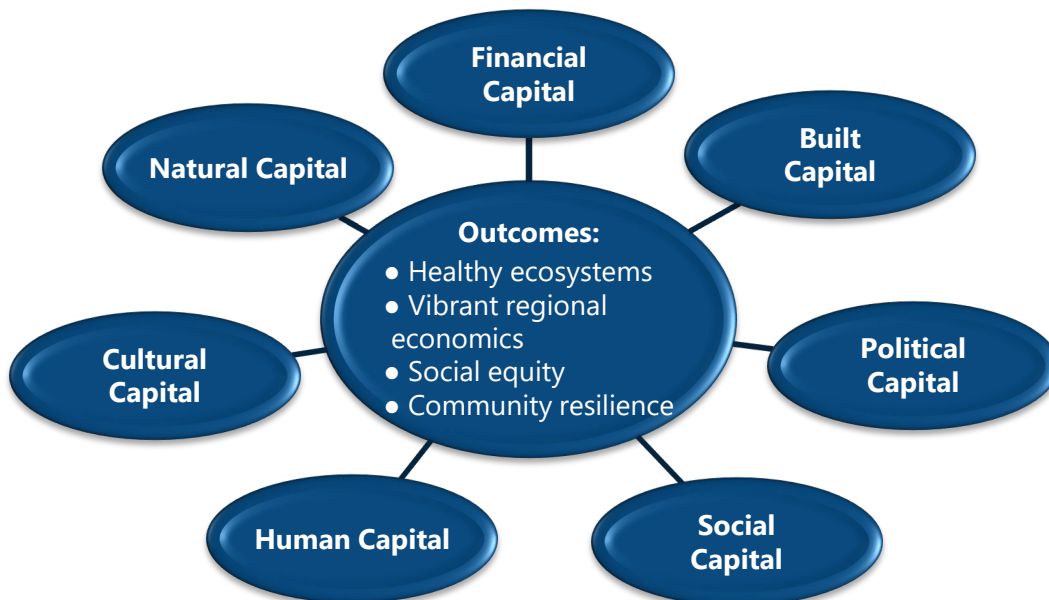 Financial
Capital
Built
Capital
Natural Capital
Outcomes:
● Healthy ecosystems
● Vibrant regional
economics
● Social equity
● Community resilience
Cultural
Capital
Political
Capital
Human Capital
Social
Capital